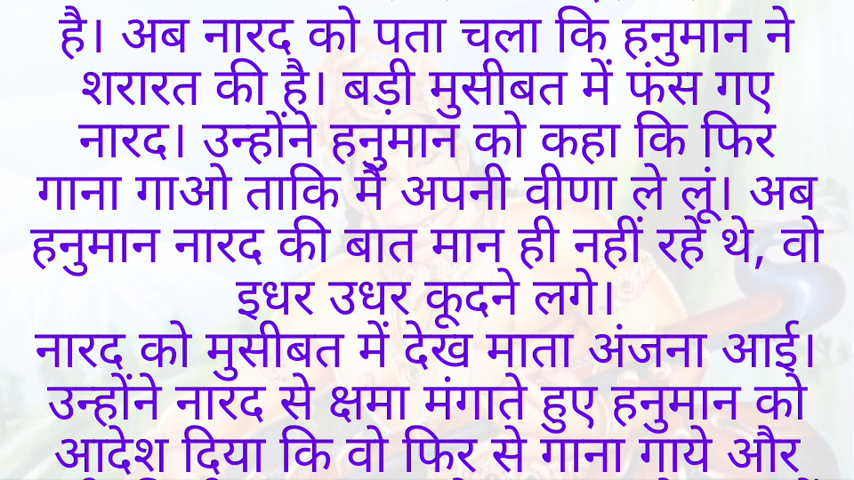 है। अब नारद को पता चला कि हनुमान ने
शरारत की है। बड़ी मुसीबत में फंस गए
नारद। उन्होंने हनुमान को कहा कि फिर
गाना गाओ ताकि मैं अपनी वीणा ले लूं। अब
हनुमान नारद की बात मान ही नहीं रहे थे, वो
इधर उधर कूदने लगे।
नारद को मुसीबत में देख माता अंजना आई।
उन्होंने नारद से क्षमा मंगाते हुए हनुमान को
आदेश दिया कि वो फिर से गाना गाये और